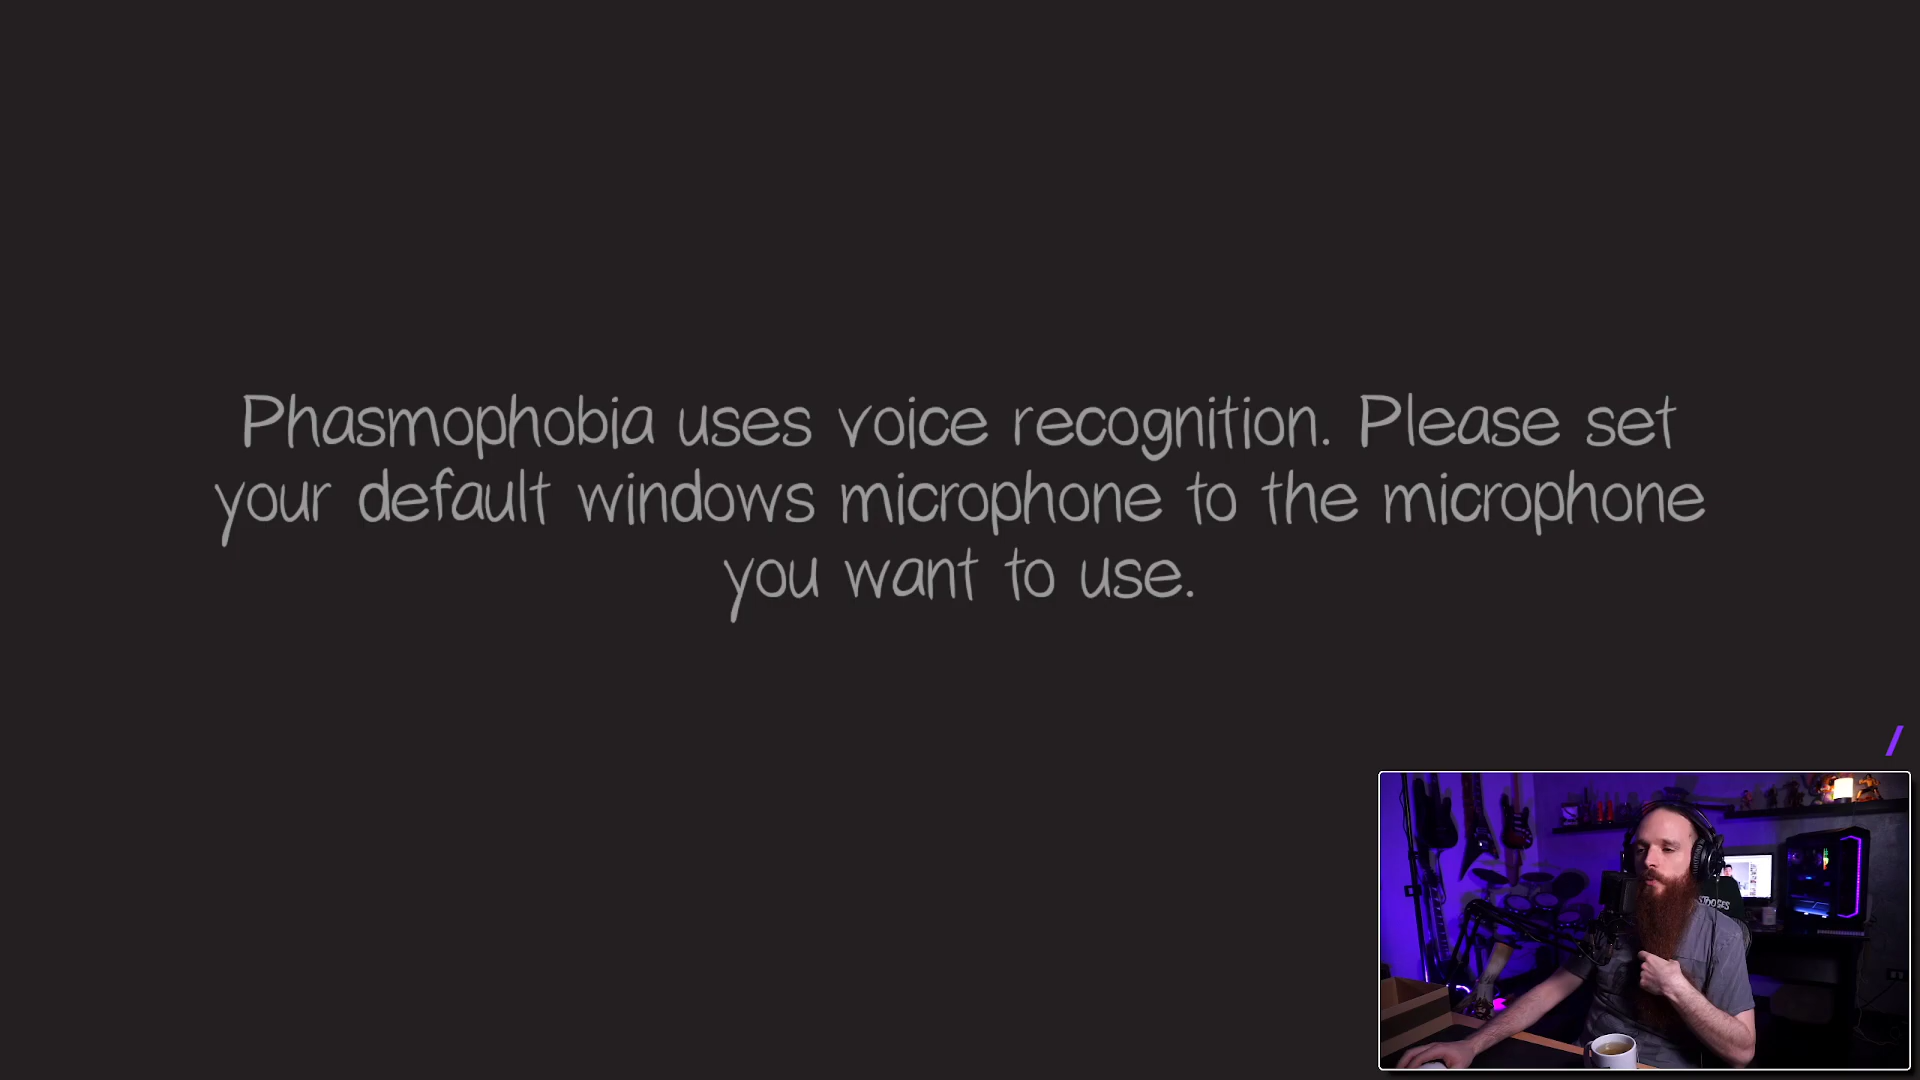 Phasmophobia uses voice recognition. Please set
your default windows microphone to the microphone
you want to use.